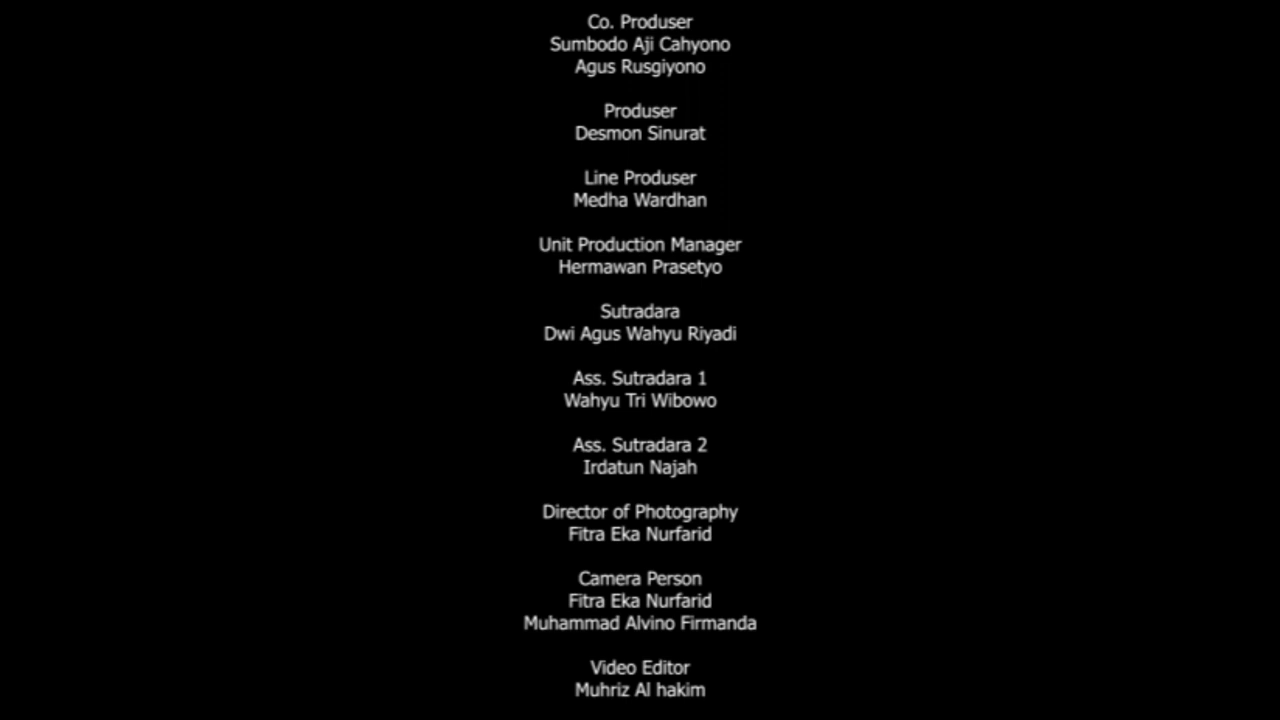 Co. Produser
Sumbodo Aji Cahyono
Agus Rusgiyono
Produser
Desmon Sinurat
Line Produser
Medha Wardhan
Unit Production Manager
Hermawan Prasetyo
Sutradara
Dwi Agus Wahyu Riyadi
Ass. Sutradara 1
Wahyu Tri Wibowo
Ass. Sutradara 2
Irdatun Najah
Director of Photography
Fitra Eka Nurfarid
Camera Person
Fitra Eka Nurfarid
Muhammad Alvino Firmanda
Video Editor
Muhriz Al hakim